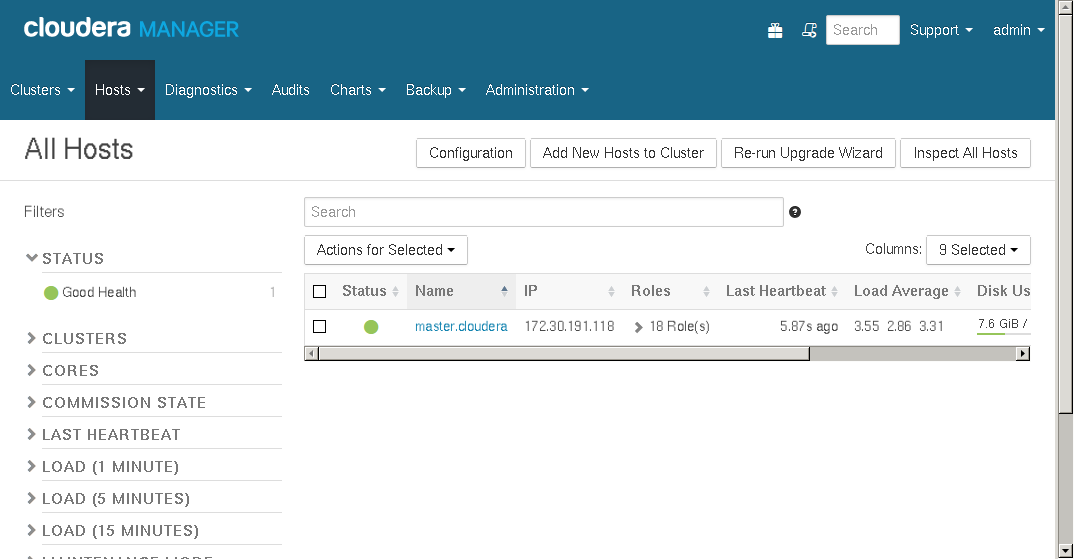 cloudera MANAGER
Search
Support
admin
Clusters
Hosts
Diagnostics
Audits
Charts
Backup
Administration
All Hosts
Configuration
Add New Hosts to Cluster
Re-run Upgrade Wizard
Inspect All Hosts
Filters
STATUS
Good Health 1
CLUSTERS
CORES
COMMISSION STATE
LAST HEARTBEAT
LOAD (1 MINUTE)
LOAD (5 MINUTES)
LOAD (15 MINUTES)
MAINTENANCE MODE
Search
Actions for Selected
Columns: 9 Selected
Status Name IP Roles Last Heartbeat Load Average Disk Us
master.cloudera 172.30.191.118 18 Role(s) 5.87s ago 3.55 2.86 3.31 7.6 GiB /